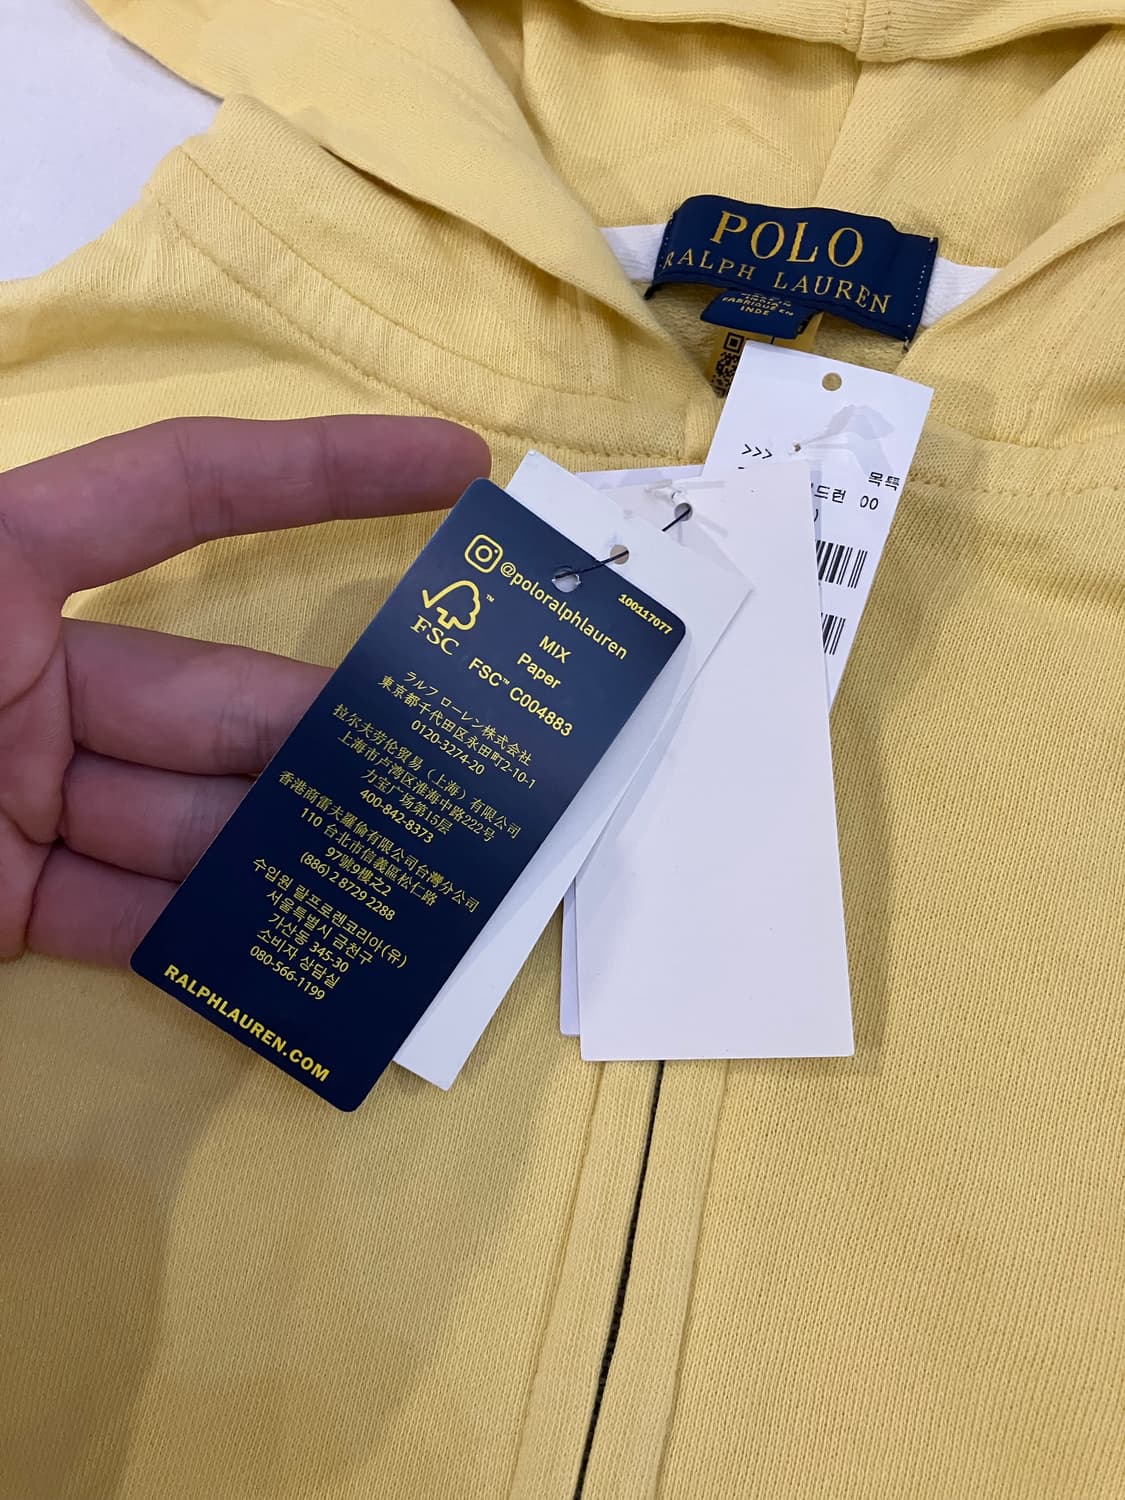 POLO
RALPH LAUREN
FABRIQUE EN
INDE
>>>
목뚝
드런 00
@poloralphlauren
100117077
FSC
MIX
Paper
FSC™ C004883
ラルフ ローレン株式会社
東京都千代田区永田町2-10-1
0120-3274-20
拉尔夫劳伦贸易（上海）有限公司
上海市卢湾区淮海中路222号
力宝广场第15层
400-842-8373
香港商雷夫羅倫有限公司台灣分公司
110 台北市信義區松仁路
97號9樓之2
(886) 2 8729 2288
수입원 랄프로렌코리아(유)
서울특별시 금천구
가산동 345-30
소비자 상담실
080-566-1199
RALPHLAUREN.COM